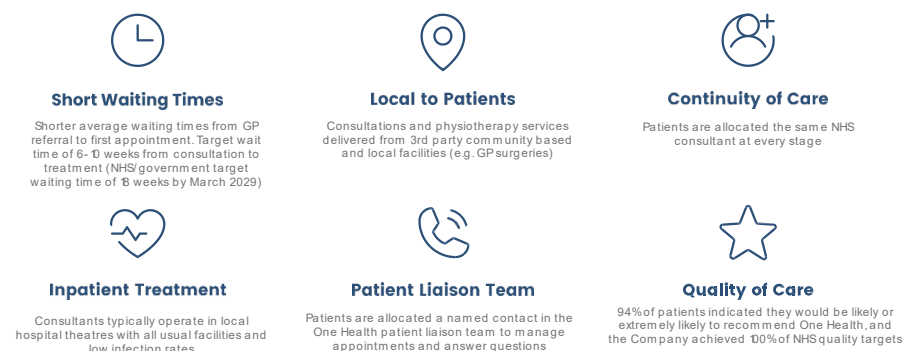 Short Waiting Times
Shorter average waiting times from GP
referral to first appointment. Target wait
time of 6-10 weeks from consultation to
treatment (NHS/government target
waiting time of 18 weeks by March 2029)
Local to Patients
Consultations and physiotherapy services
delivered from 3rd party community based
and local facilities (e.g. GP surgeries)
Continuity of Care
Patients are allocated the same NHS
consultant at every stage
Inpatient Treatment
Consultants typically operate in local
hospital theatres with all usual facilities and
low infection rates
Patient Liaison Team
Patients are allocated a named contact in the
One Health patient liaison team to manage
appointments and answer questions
Quality of Care
94% of patients indicated they would be likely or
extremely likely to recommend One Health, and
the Company achieved 100% of NHS quality targets